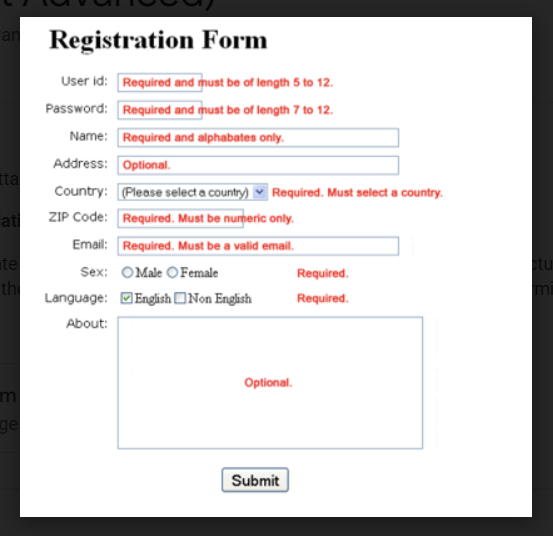 t Advanced)
Registration Form
User id: Required and must be of length 5 to 12.
Password: Required and must be of length 7 to 12.
Name: Required and alphabates only.
Address: Optional.
Country: (Please select a country) Required. Must select a country.
ZIP Code: Required. Must be numeric only.
Email: Required. Must be a valid email.
Sex: Male Female Required.
Language: English Non English Required.
About:
Optional.
Submit